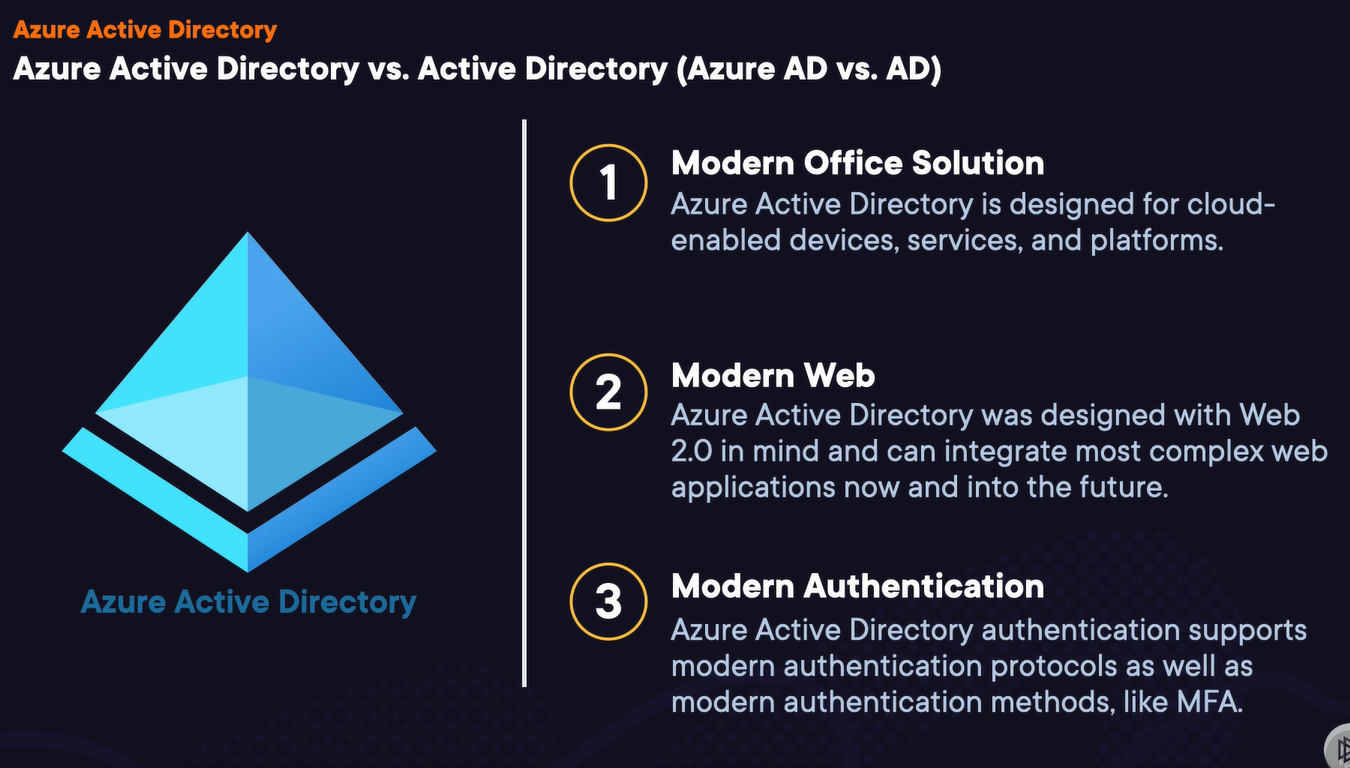 Azure Active Directory
Azure Active Directory vs. Active Directory (Azure AD vs. AD)
Azure Active Directory
1
Modern Office Solution
Azure Active Directory is designed for cloud-
enabled devices, services, and platforms.
2
Modern Web
Azure Active Directory was designed with Web
2.0 in mind and can integrate most complex web
applications now and into the future.
3
Modern Authentication
Azure Active Directory authentication supports
modern authentication protocols as well as
modern authentication methods, like MFA.